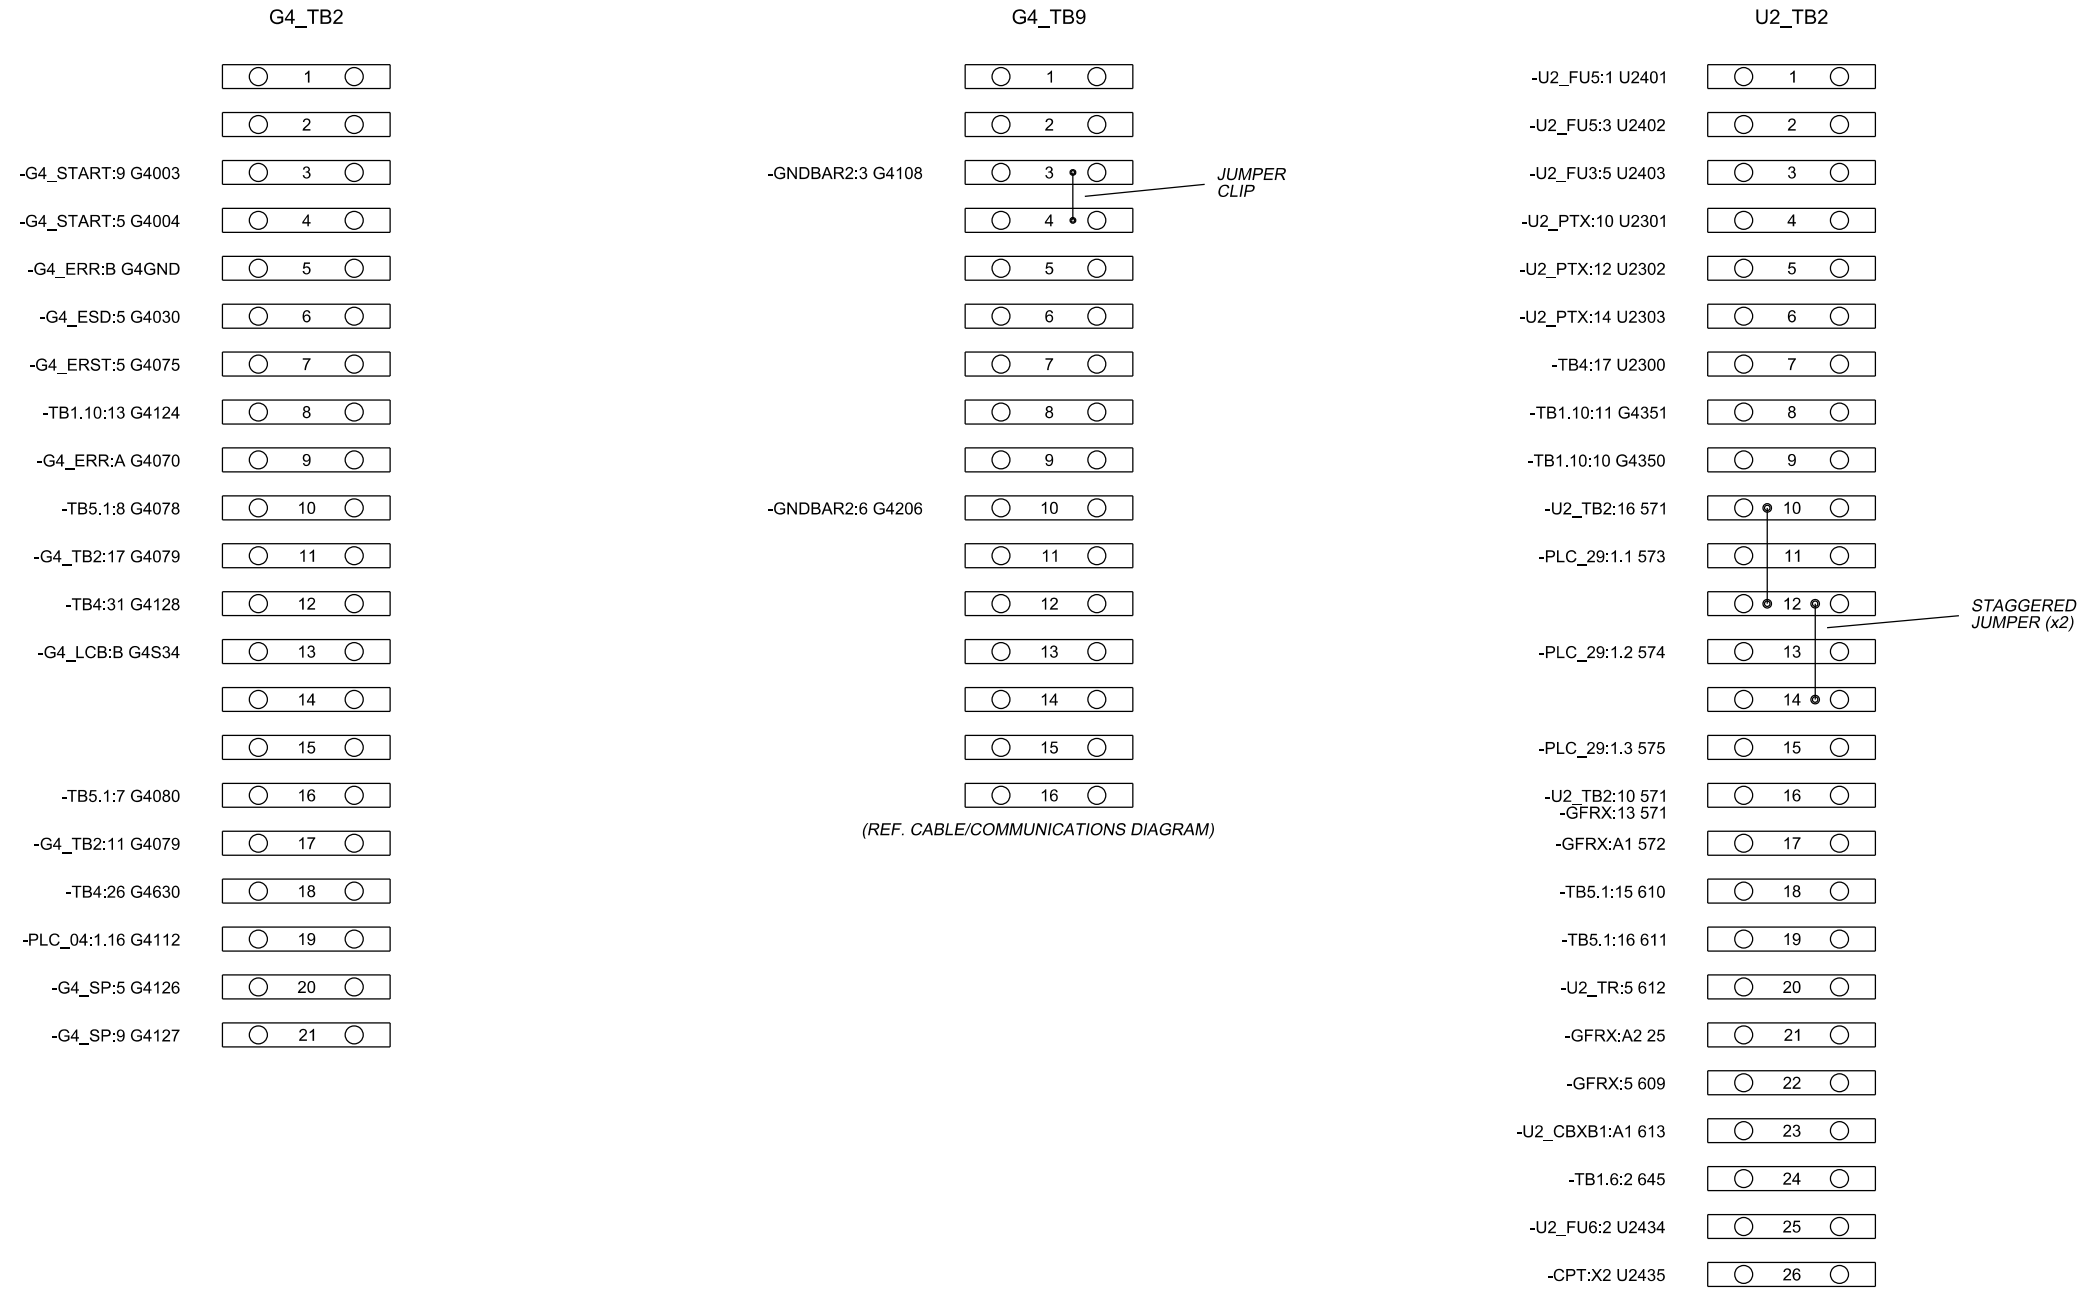 G4_TB2
1
2
-G4_START:9 G4003 3
-G4_START:5 G4004 4
-G4_ERR:B G4GND 5
-G4_ESD:5 G4030 6
-G4_ERST:5 G4075 7
-TB1.10:13 G4124 8
-G4_ERR:A G4070 9
-TB5.1:8 G4078 10
-G4_TB2:17 G4079 11
-TB4:31 G4128 12
-G4_LCB:B G4S34 13
14
15
-TB5.1:7 G4080 16
-G4_TB2:11 G4079 17
-TB4:26 G4630 18
-PLC_04:1.16 G4112 19
-G4_SP:5 G4126 20
-G4_SP:9 G4127 21
G4_TB9
1
2
-GNDBAR2:3 G4108 3
JUMPER
CLIP
4
5
6
7
8
9
-GNDBAR2:6 G4206 10
11
12
13
14
15
16
(REF. CABLE/COMMUNICATIONS DIAGRAM)
U2_TB2
-U2_FU5:1 U2401 1
-U2_FU5:3 U2402 2
-U2_FU3:5 U2403 3
-U2_PTX:10 U2301 4
-U2_PTX:12 U2302 5
-U2_PTX:14 U2303 6
-TB4:17 U2300 7
-TB1.10:11 G4351 8
-TB1.10:10 G4350 9
-U2_TB2:16 571 10
-PLC_29:1.1 573 11
12
STAGGERED
JUMPER (x2)
-PLC_29:1.2 574 13
14
-PLC_29:1.3 575 15
-U2_TB2:10 571 16
-GFRX:13 571
-GFRX:A1 572 17
-TB5.1:15 610 18
-TB5.1:16 611 19
-U2_TR:5 612 20
-GFRX:A2 25 21
-GFRX:5 609 22
-U2_CBXB1:A1 613 23
-TB1.6:2 645 24
-U2_FU6:2 U2434 25
-CPT:X2 U2435 26